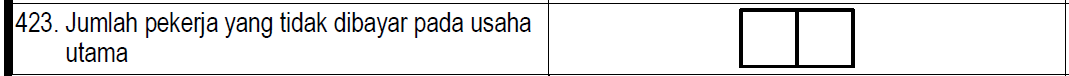 423. Jumlah pekerja yang tidak dibayar pada usaha
utama